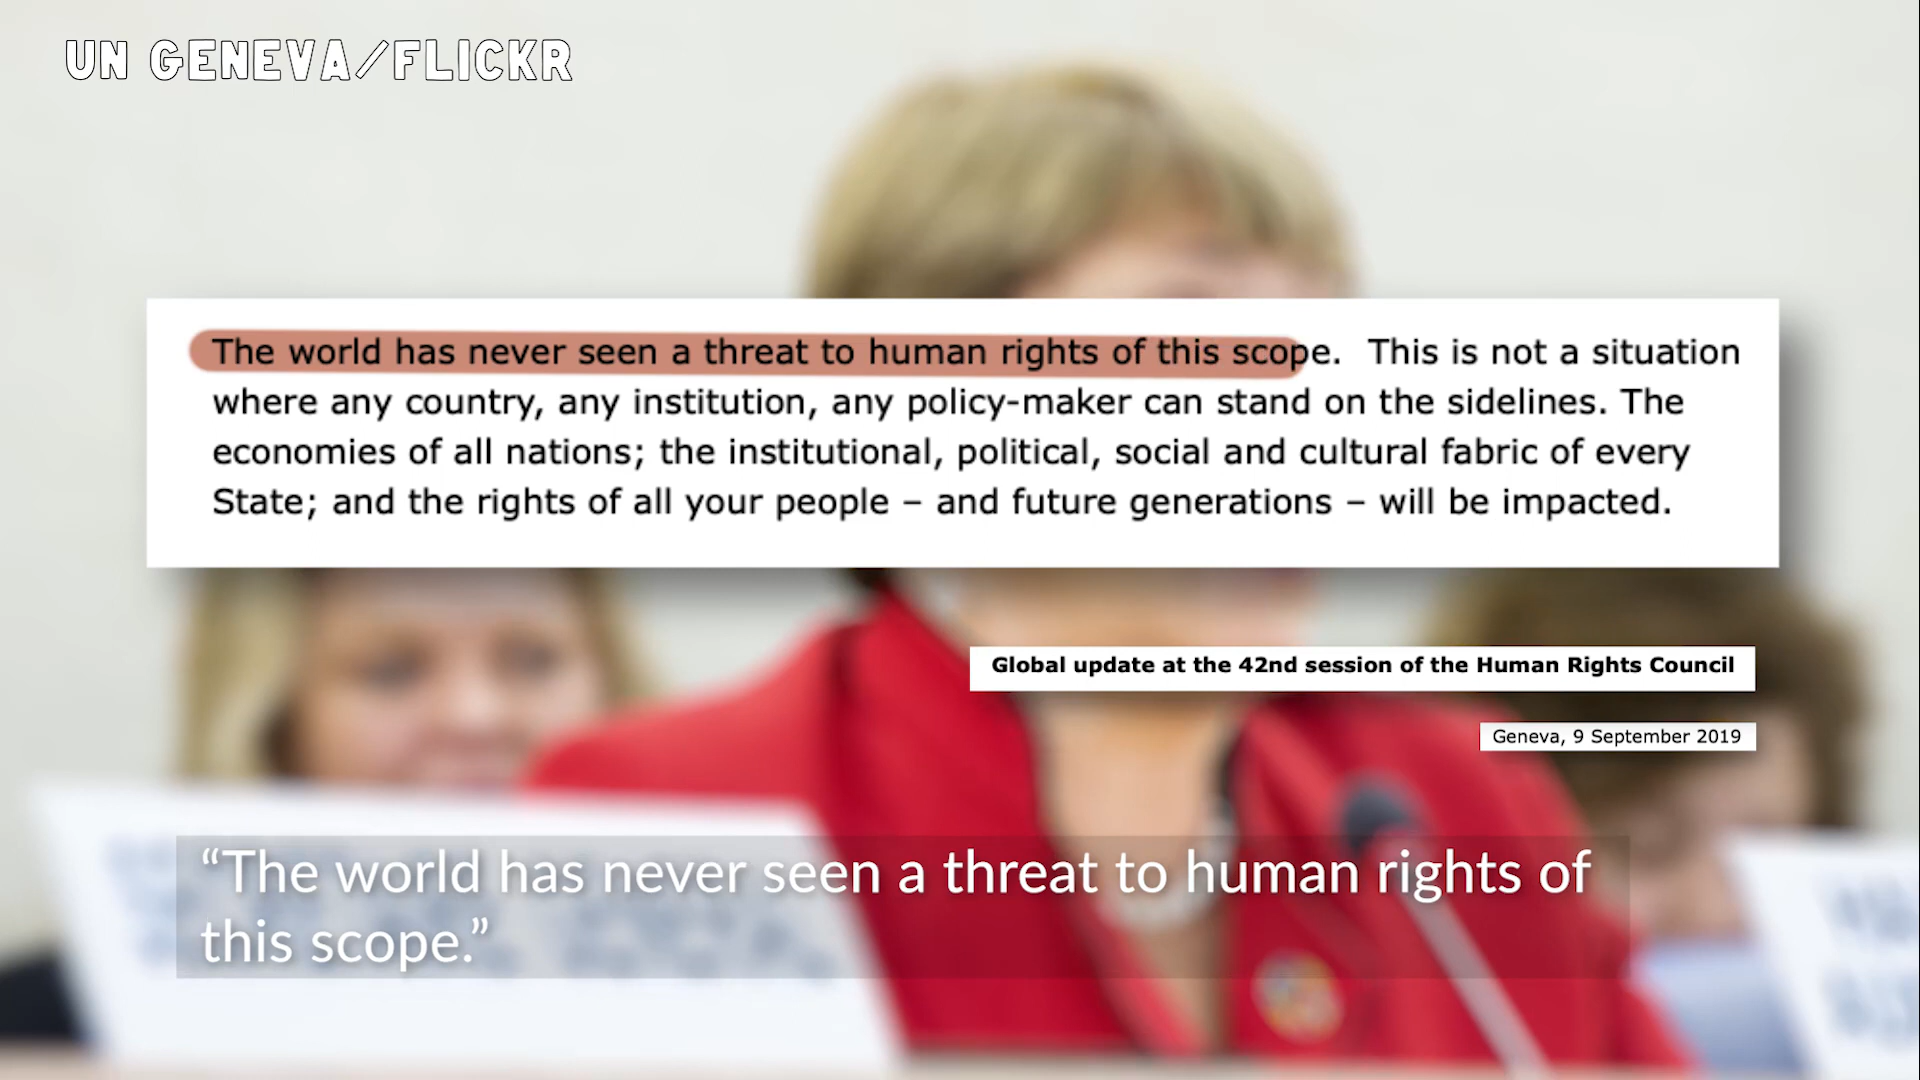 UN GENEVA/FLICKR
The world has never seen a threat to human rights of this scope. This is not a situation
where any country, any institution, any policy-maker can stand on the sidelines. The
economies of all nations; the institutional, political, social and cultural fabric of every
State; and the rights of all your people – and future generations – will be impacted.
Global update at the 42nd session of the Human Rights Council
Geneva, 9 September 2019
“The world has never seen a threat to human rights of
this scope.”